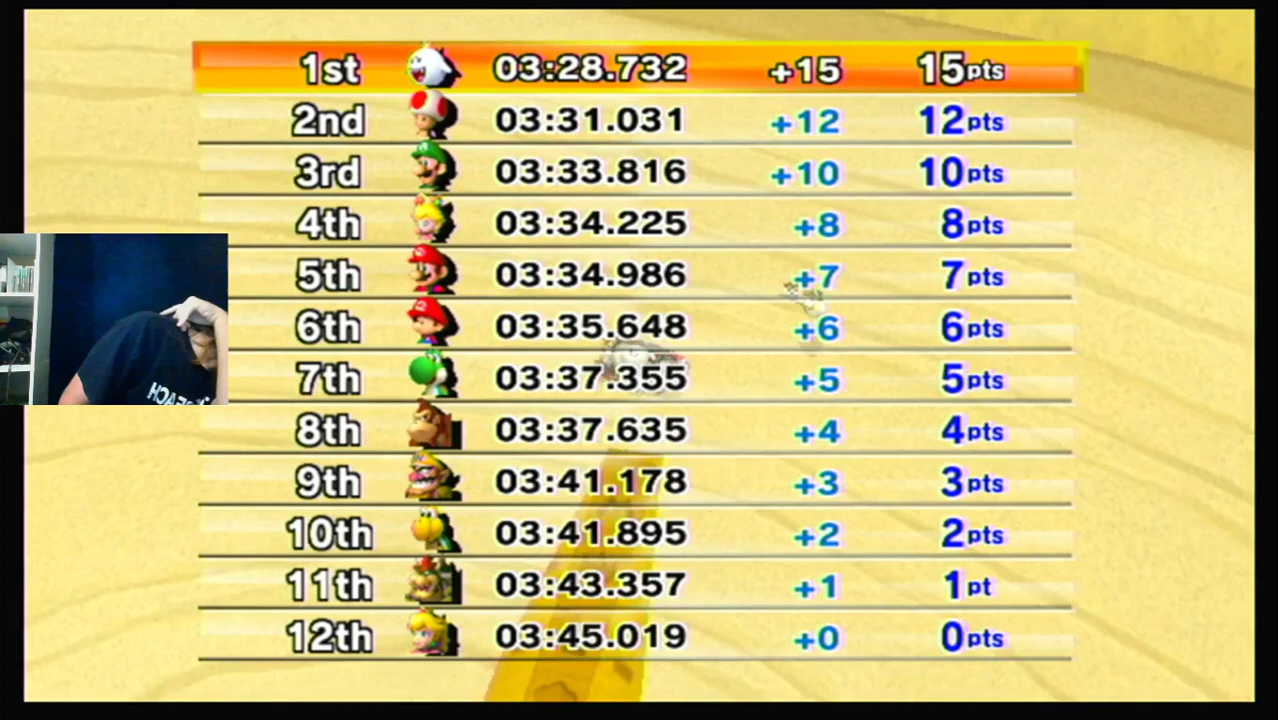 1st 03:28.732 +15 15pts
2nd 03:31.031 +12 12pts
3rd 03:33.816 +10 10pts
4th 03:34.225 +8 8pts
5th 03:34.986 +7 7pts
6th 03:35.648 +6 6pts
7th 03:37.355 +5 5pts
8th 03:37.635 +4 4pts
9th 03:41.178 +3 3pts
10th 03:41.895 +2 2pts
11th 03:43.357 +1 1pt
12th 03:45.019 +0 0pts